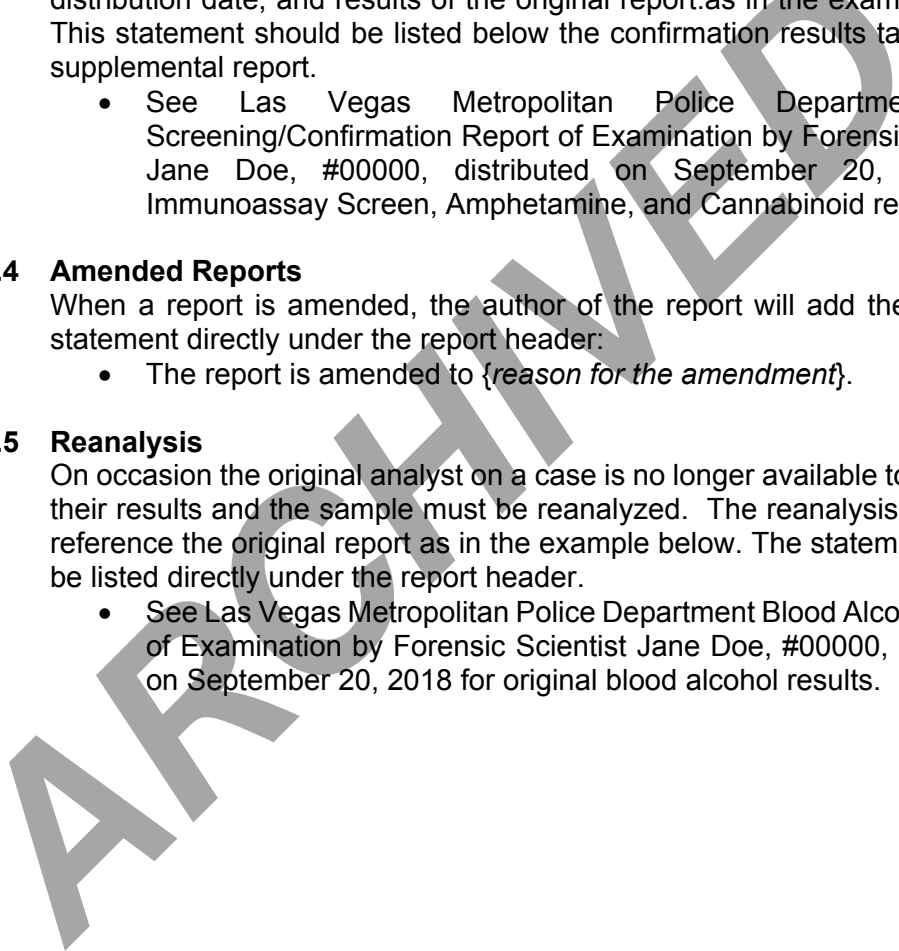 distribution date, and results of the original report.as in the exam
This statement should be listed below the confirmation results ta
supplemental report.
• See Las Vegas Metropolitan Police Departme
Screening/Confirmation Report of Examination by Forensi
Jane Doe, #00000, distributed on September 20,
Immunoassay Screen, Amphetamine, and Cannabinoid re
.4 Amended Reports
When a report is amended, the author of the report will add the
statement directly under the report header:
• The report is amended to {reason for the amendment}.
.5 Reanalysis
On occasion the original analyst on a case is no longer available to
their results and the sample must be reanalyzed. The reanalysis
reference the original report as in the example below. The statem
be listed directly under the report header.
• See Las Vegas Metropolitan Police Department Blood Alco
of Examination by Forensic Scientist Jane Doe, #00000,
on September 20, 2018 for original blood alcohol results.
ARCHIVED